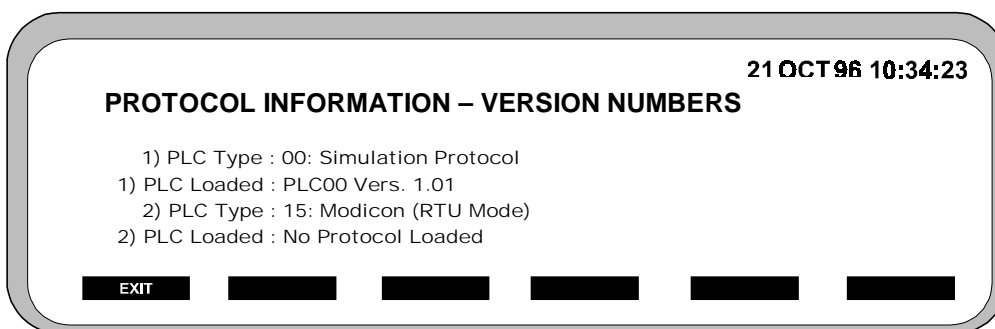 21 OCT 96 10:34:23
PROTOCOL INFORMATION – VERSION NUMBERS
1) PLC Type : 00: Simulation Protocol
1) PLC Loaded : PLC00 Vers. 1.01
2) PLC Type : 15: Modicon (RTU Mode)
2) PLC Loaded : No Protocol Loaded
EXIT